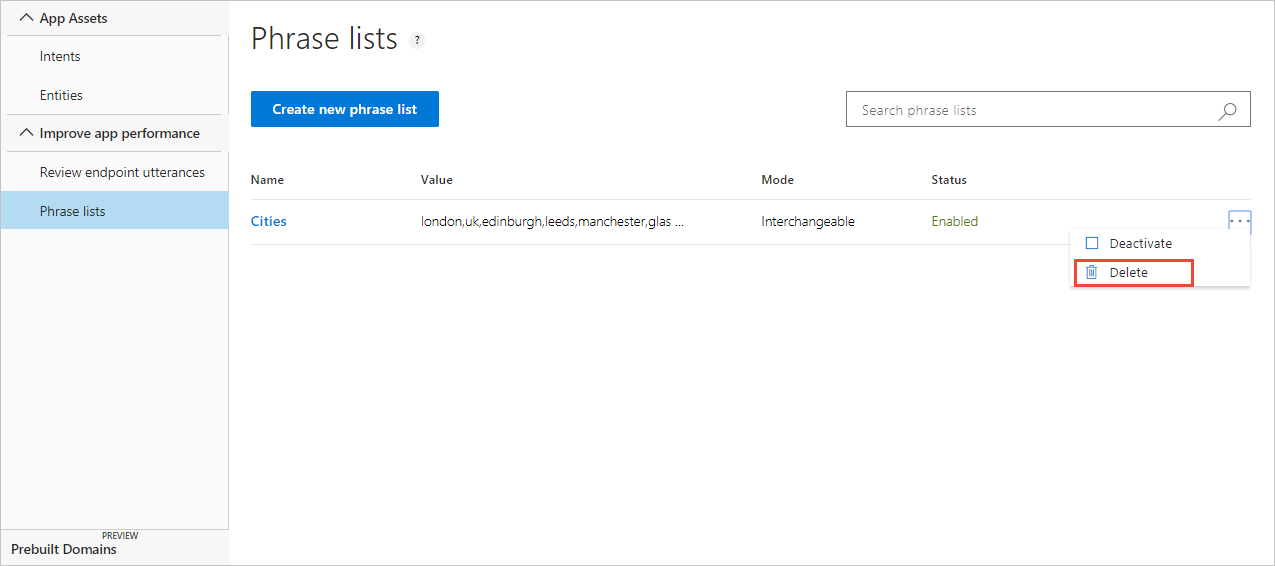 App Assets
Intents
Entities
Improve app performance
Review endpoint utterances
Phrase lists
PREVIEW
Prebuilt Domains
Phrase lists ?
Create new phrase list
Search phrase lists
Name Value Mode Status
Cities london,uk,edinburgh,leeds,manchester,glas ... Interchangeable Enabled ...
Deactivate
Delete